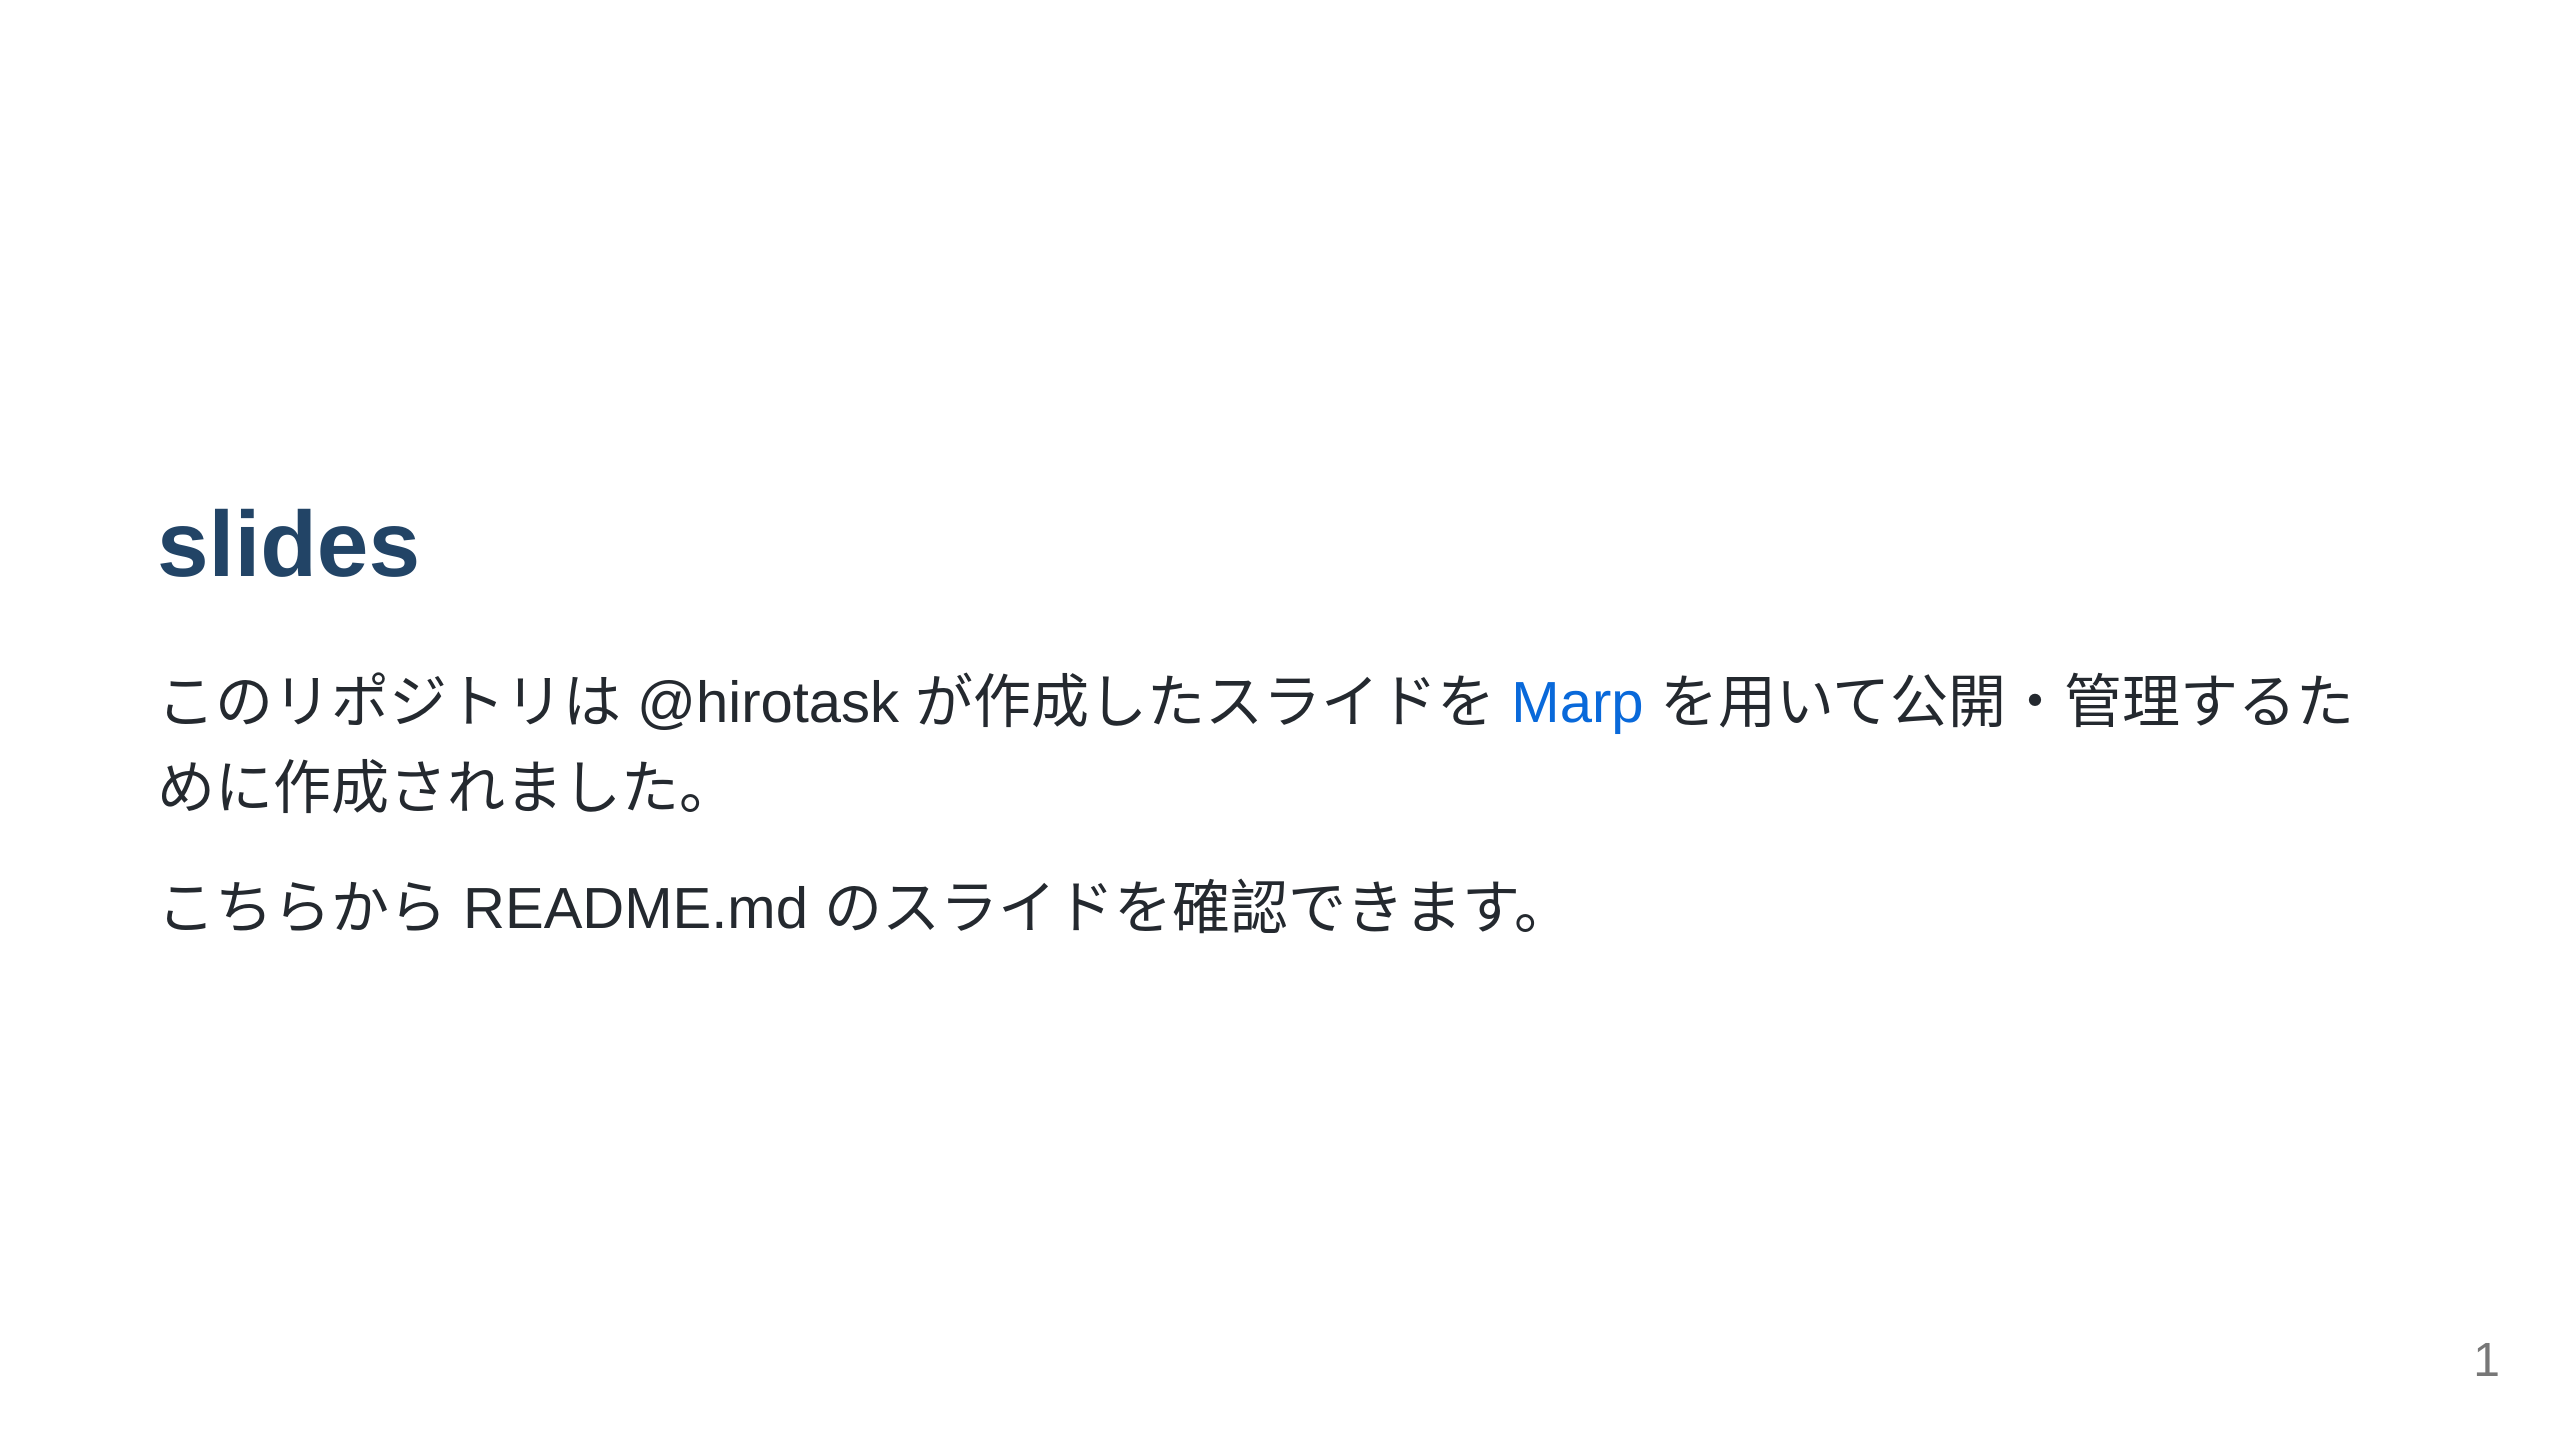 slides
このリポジトリは @hirotask が作成したスライドを Marp を用いて公開・管理するた
めに作成されました。
こちらから README.md のスライドを確認できます。
1